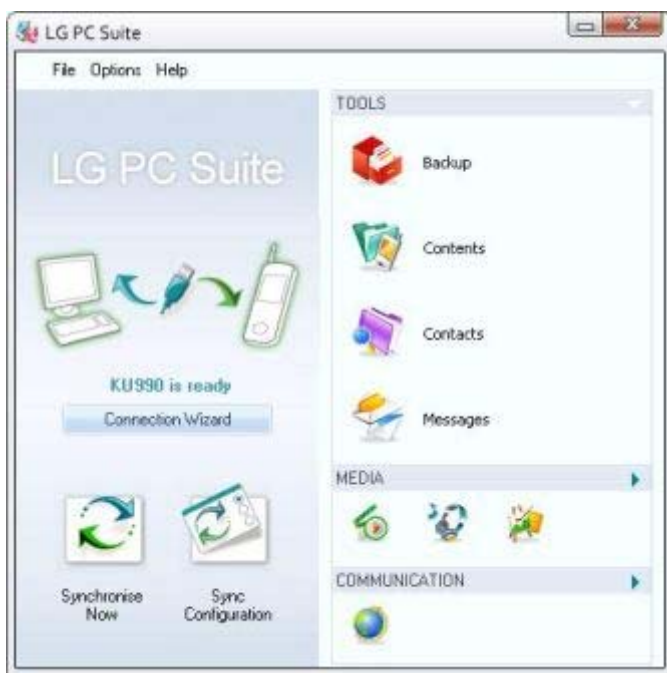 LG PC Suite
File Options Help
LG PC Suite
KU990 is ready
Connection Wizard
Synchronise
Now
Sync
Configuration
TOOLS
Backup
Contents
Contacts
Messages
MEDIA
COMMUNICATION